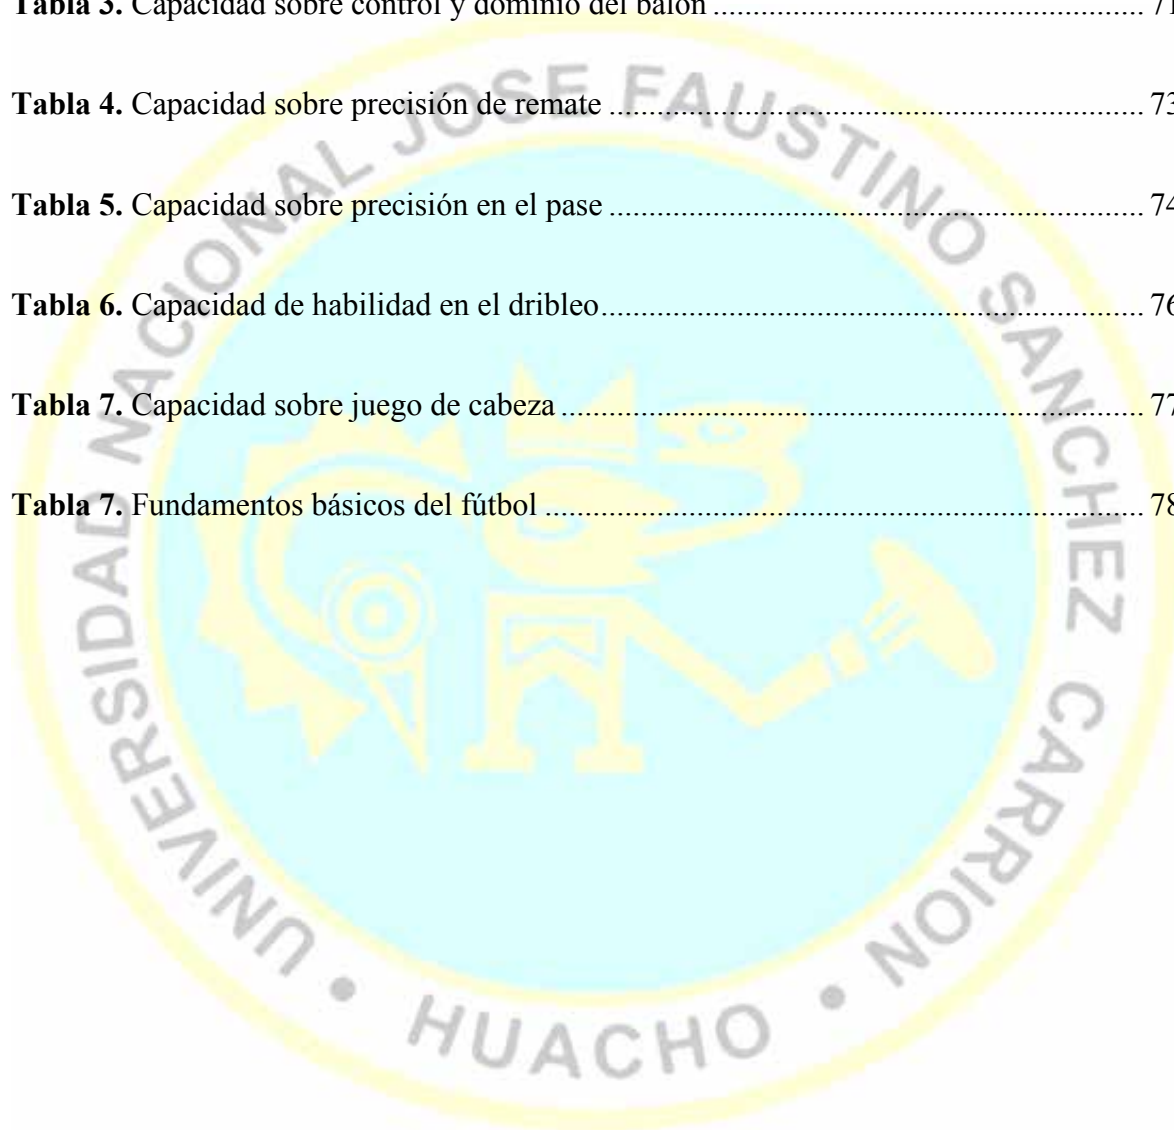 Tabla 3. Capacidad sobre control y dominio del balón ........................................................ 71
Tabla 4. Capacidad sobre precisión de remate ..................................................................... 73
Tabla 5. Capacidad sobre precisión en el pase ..................................................................... 74
Tabla 6. Capacidad de habilidad en el dribleo...................................................................... 76
Tabla 7. Capacidad sobre juego de cabeza ........................................................................... 77
Tabla 7. Fundamentos básicos del fútbol ............................................................................. 78
UNIVERSIDAD NACIONAL JOSE FAUSTINO SANCHEZ CARRION • HUACHO •